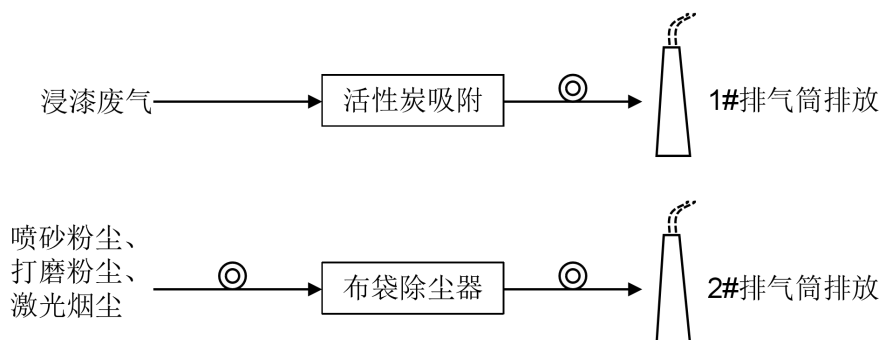 浸漆废气
活性炭吸附
1#排气筒排放
喷砂粉尘、
打磨粉尘、
激光烟尘
布袋除尘器
2#排气筒排放